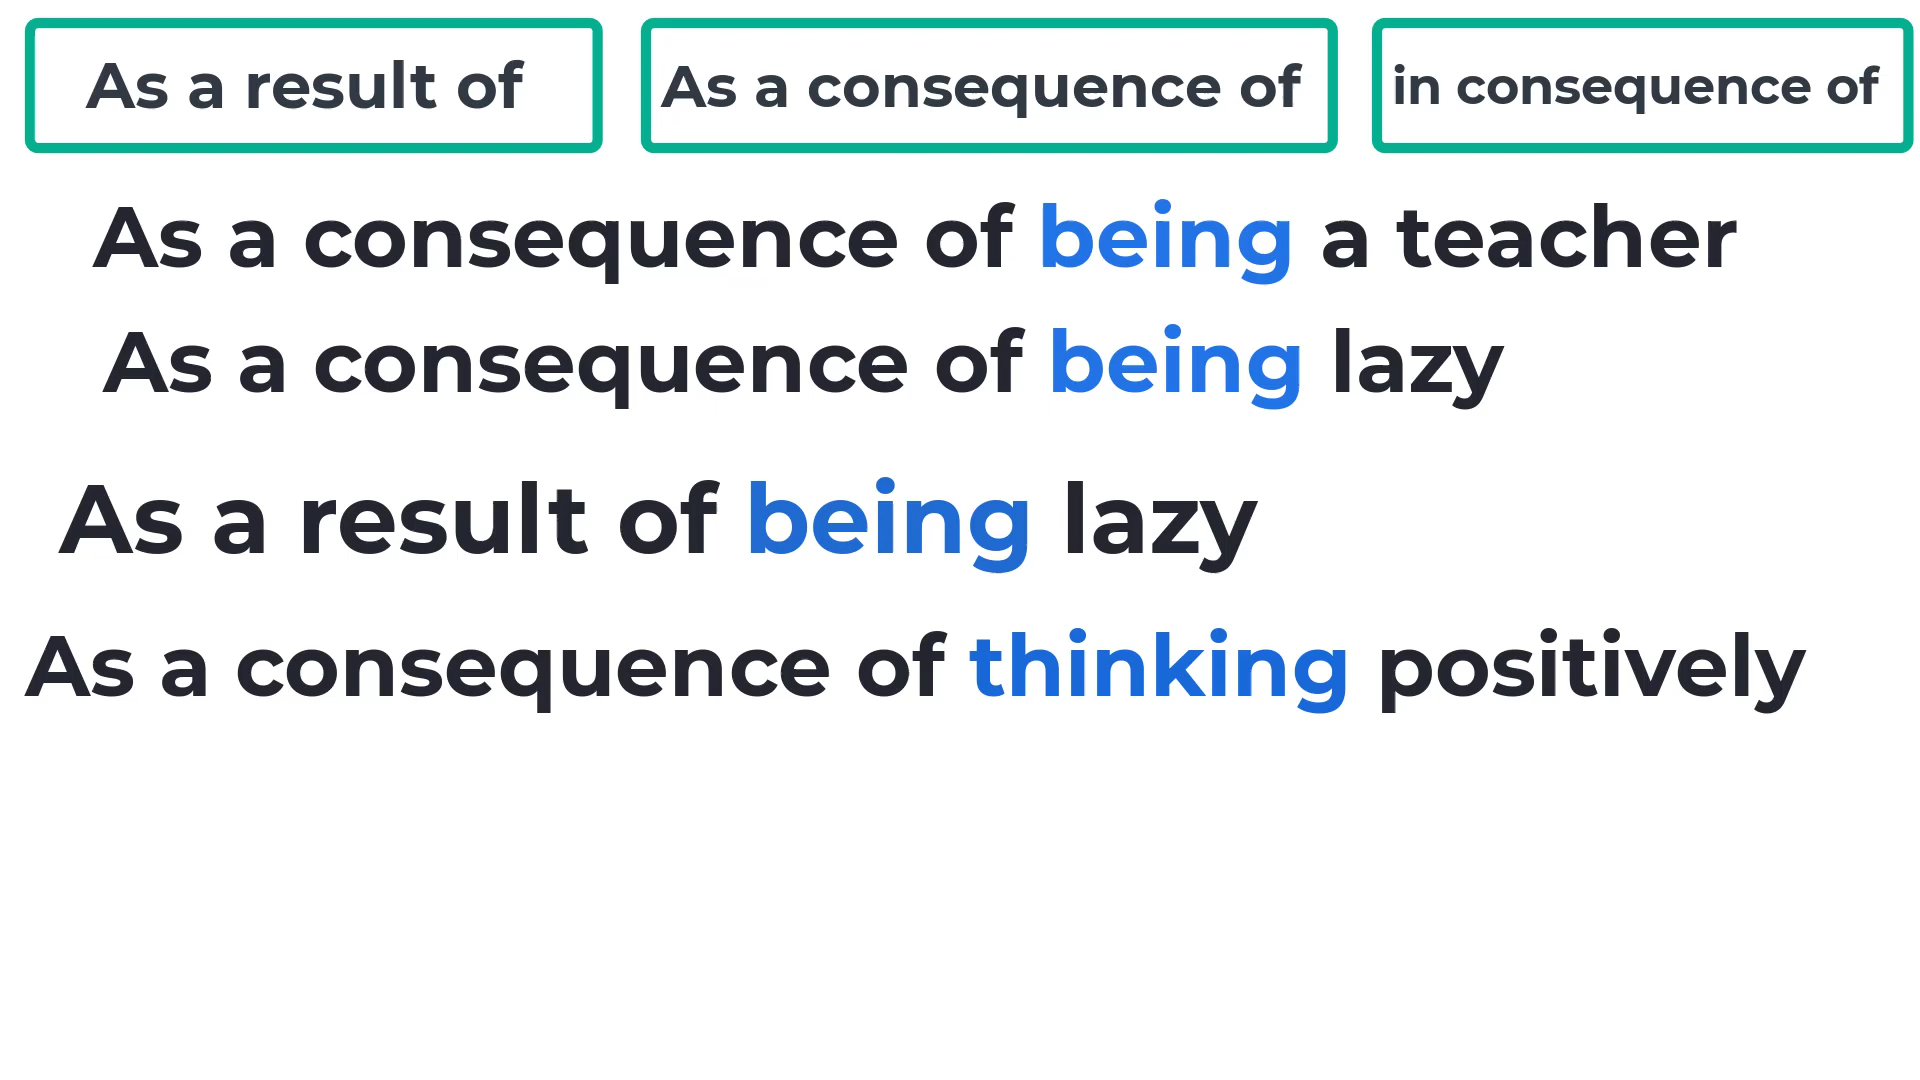 As a result of
As a consequence of
in consequence of
As a consequence of being a teacher
As a consequence of being lazy
As a result of being lazy
As a consequence of thinking positively